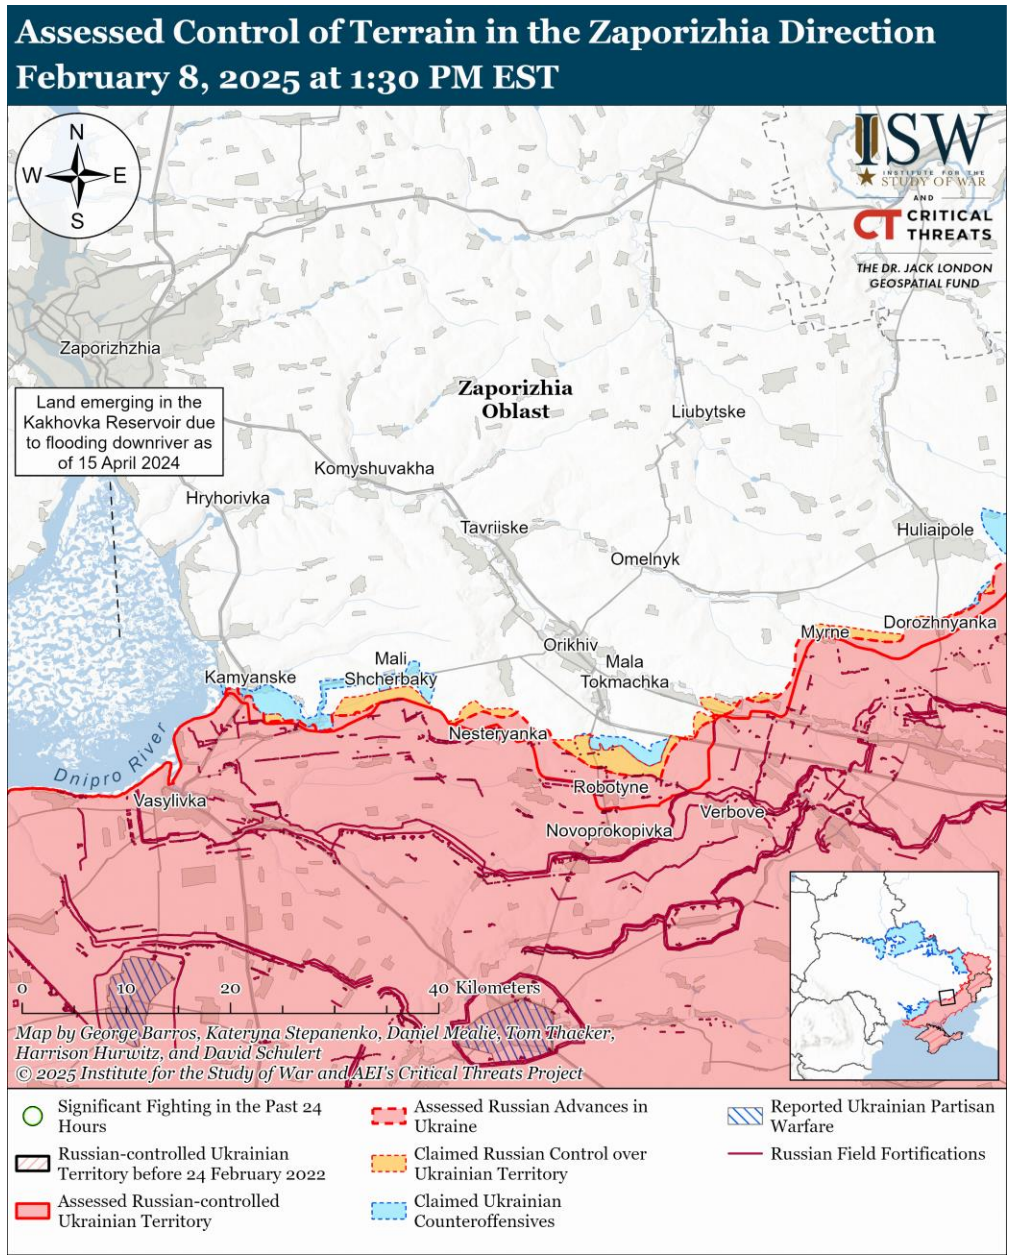 Assessed Control of Terrain in the Zaporizhia Direction
February 8, 2025 at 1:30 PM EST
N
W
E
S
ISW
INSTITUTE FOR THE
STUDY OF WAR
AND
CT CRITICAL
THREATS
THE DR. JACK LONDON
GEOSPATIAL FUND
Zaporizhzhia
Land emerging in the
Kakhovka Reservoir due
to flooding downriver as
of 15 April 2024
Zaporizhia
Oblast
Liubytske
Komyshuvakha
Hryhorivka
Tavriiske
Huliaipole
Omelnyk
Dorozhnyanka
Myrne
Orikhiv
Mali
Shcherbaky
Mala
Tokmachka
Kamyanske
Nesteryanka
Dnipro River
Robotyne
Vasylivka
Verbove
Novoprokopivka
0 10 20 40 Kilometers
Map by George Barros, Kateryna Stepanenko, Daniel Mealie, Tom Thacker,
Harrison Hurwitz, and David Schulert
© 2025 Institute for the Study of War and AEI's Critical Threats Project
Significant Fighting in the Past 24
Hours
Russian-controlled Ukrainian
Territory before 24 February 2022
Assessed Russian-controlled
Ukrainian Territory
Assessed Russian Advances in
Ukraine
Claimed Russian Control over
Ukrainian Territory
Claimed Ukrainian
Counteroffensives
Reported Ukrainian Partisan
Warfare
Russian Field Fortifications